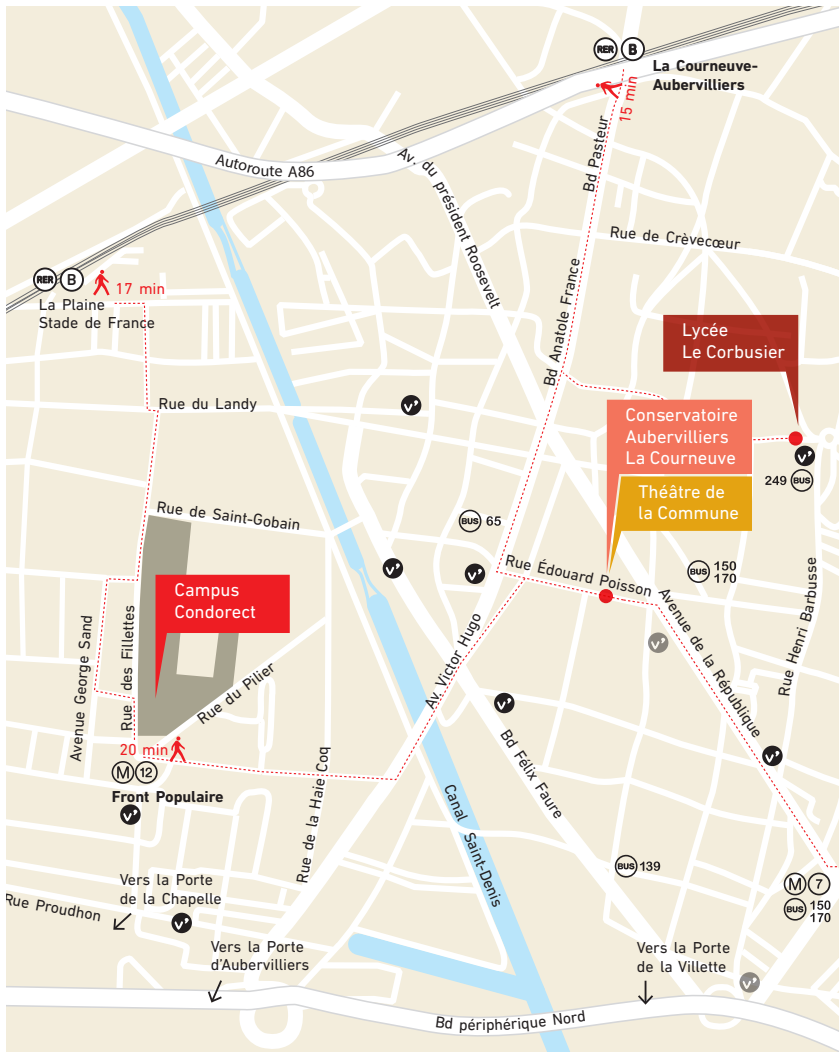 RER B
La Courneuve-
Aubervilliers
15 min
Autoroute A86
Av. du président Roosevelt
Bd Pasteur
Rue de Crèvecœur
RER B
17 min
La Plaine
Stade de France
Bd Anatole France
Lycée
Le Corbusier
Rue du Landy
v'
Conservatoire
Aubervilliers
La Courneuve
v'
249 BUS
Théâtre de
la Commune
Rue de Saint-Gobain
BUS 65
v'
v'
Rue Édouard Poisson
BUS 150
170
Campus
Condorect
Avenue George Sand
Rue des Fillettes
Rue du Pilier
Av. Victor Hugo
v'
Avenue de la République
Rue Henri Barbusse
v'
20 min
M 12
Front Populaire
v'
Rue de la Haie Coq
Bd Félix Faure
v'
Canal Saint-Denis
BUS 139
M 7
BUS 150
170
Vers la Porte
de la Chapelle
Rue Proudhon
v'
Vers la Porte
d'Aubervilliers
Vers la Porte
de la Villette
v'
Bd périphérique Nord